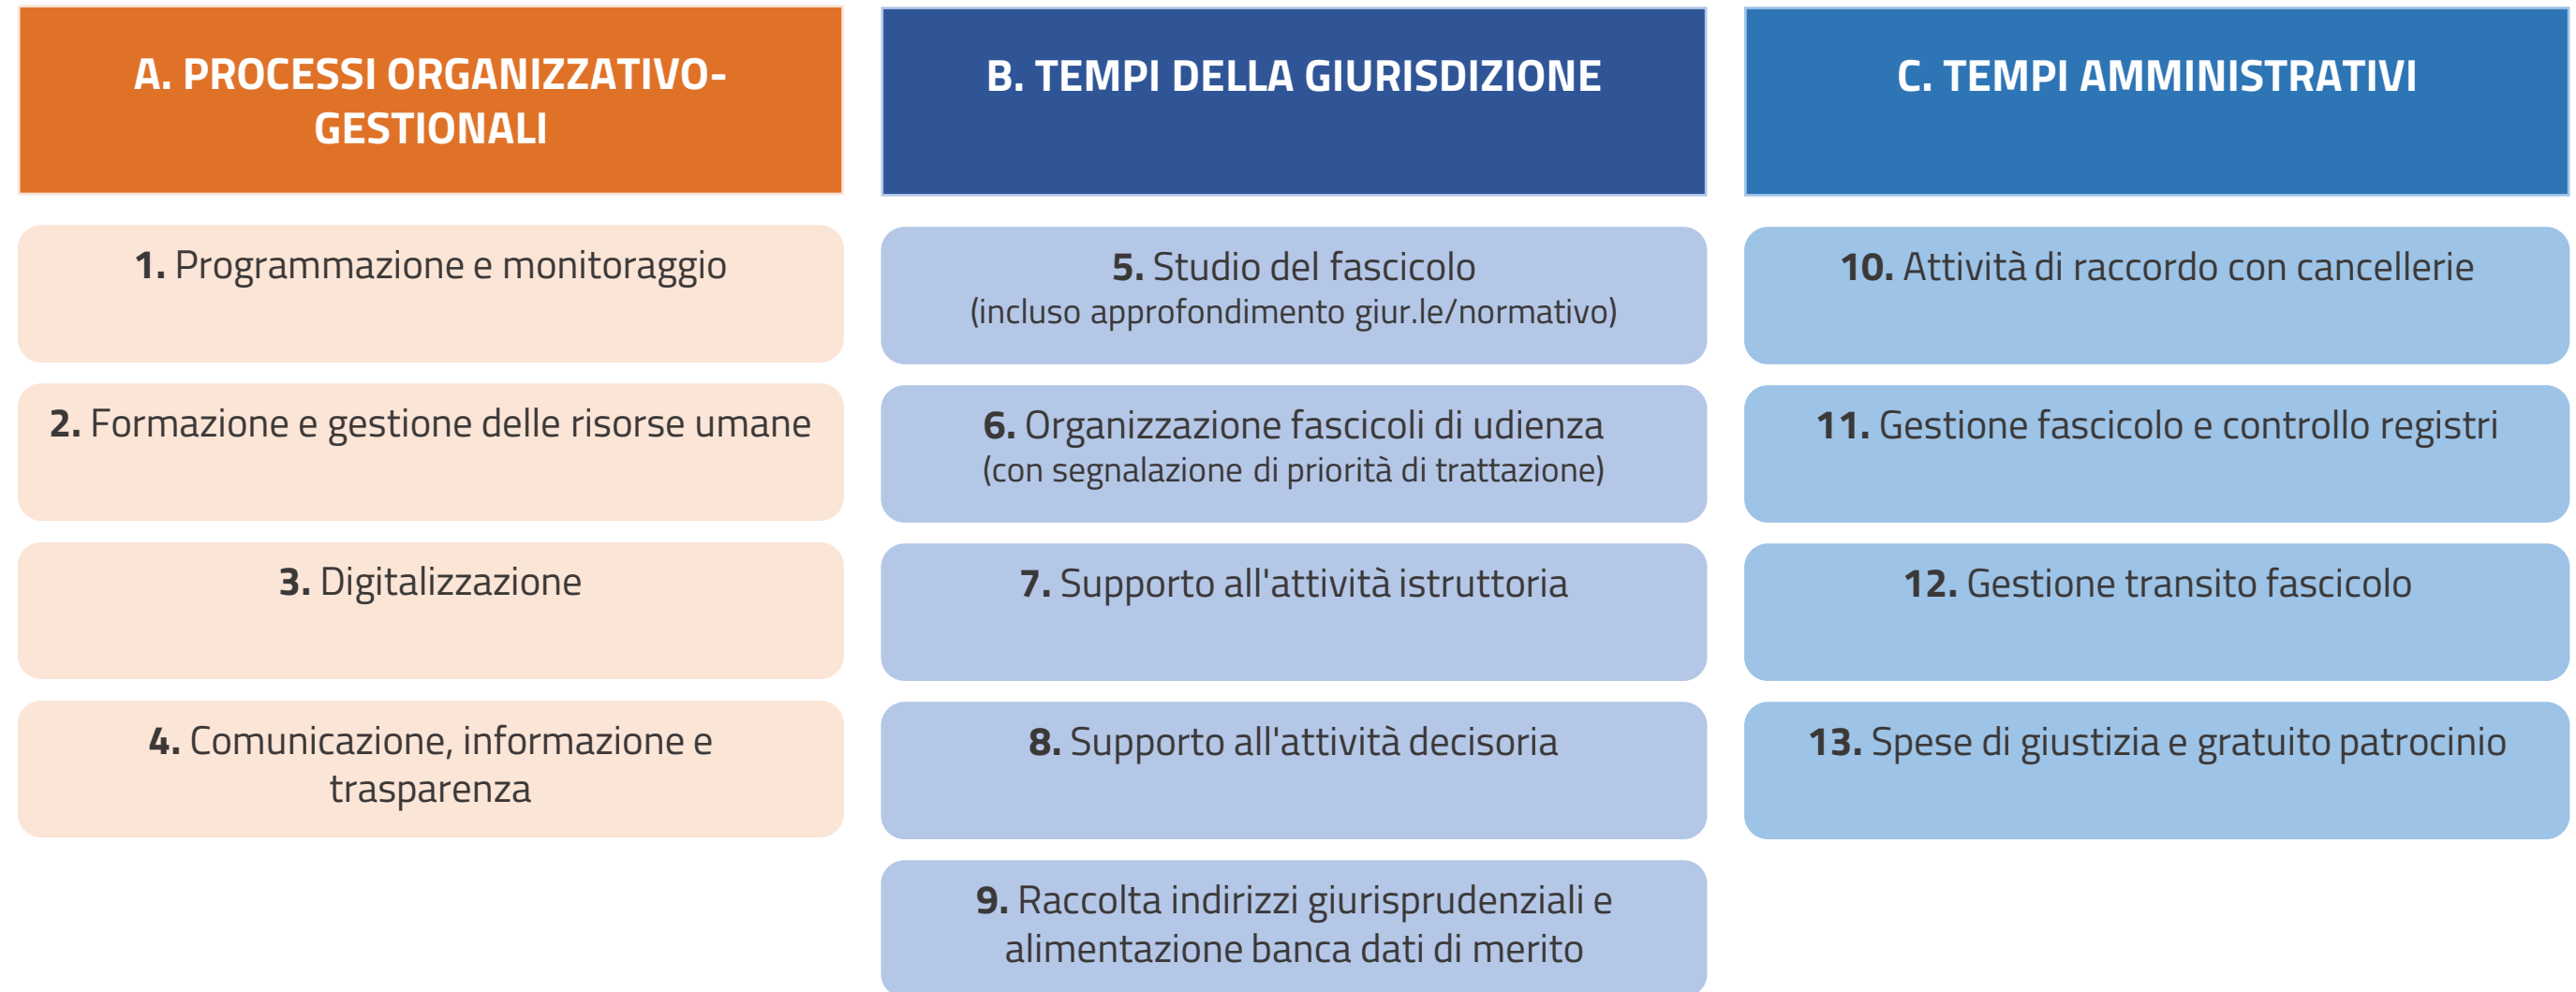 A. PROCESSI ORGANIZZATIVO-
GESTIONALI
1. Programmazione e monitoraggio
2. Formazione e gestione delle risorse umane
3. Digitalizzazione
4. Comunicazione, informazione e
trasparenza
B. TEMPI DELLA GIURISDIZIONE
5. Studio del fascicolo
(incluso approfondimento giur.le/normativo)
6. Organizzazione fascicoli di udienza
(con segnalazione di priorità di trattazione)
7. Supporto all'attività istruttoria
8. Supporto all'attività decisoria
9. Raccolta indirizzi giurisprudenziali e
alimentazione banca dati di merito
C. TEMPI AMMINISTRATIVI
10. Attività di raccordo con cancellerie
11. Gestione fascicolo e controllo registri
12. Gestione transito fascicolo
13. Spese di giustizia e gratuito patrocinio